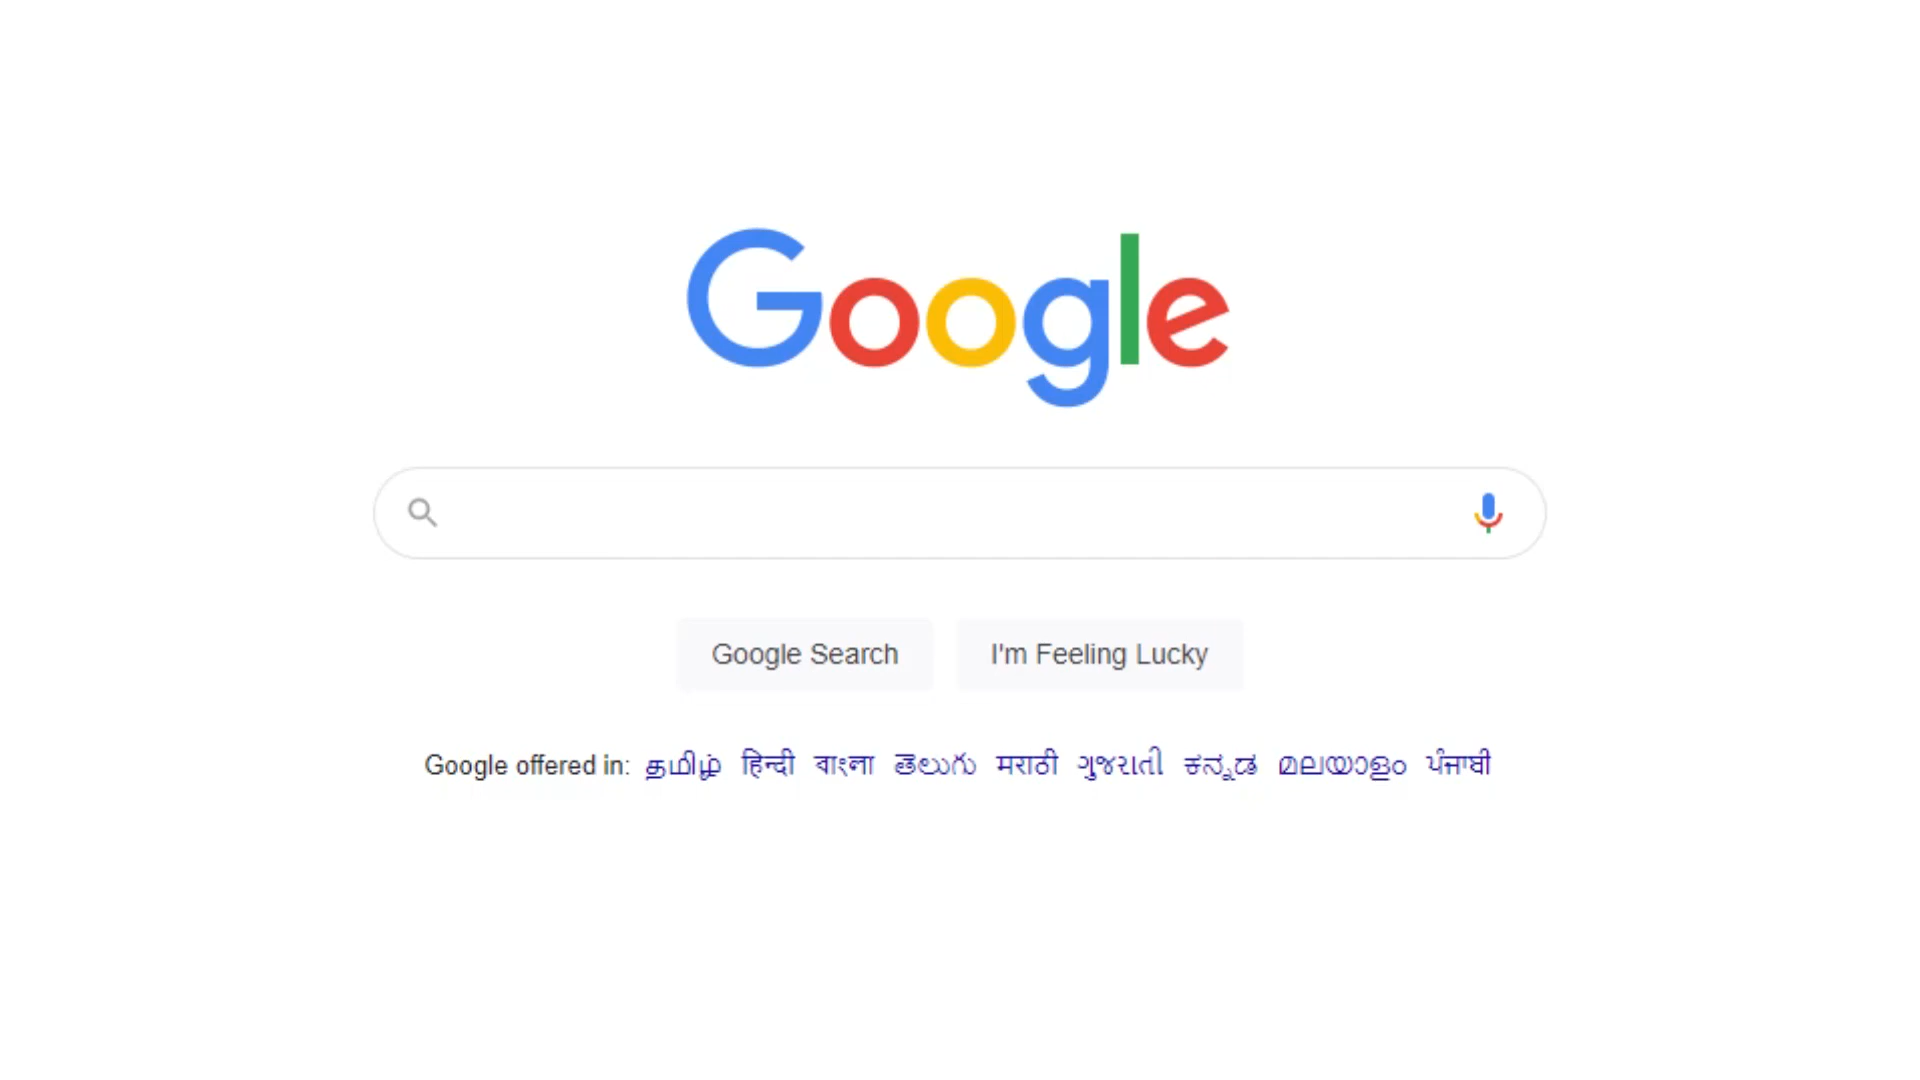 Google
Google Search
I'm Feeling Lucky
Google offered in: தமிழ் हिन्दी বাংলা తెలుగు मराठी ગુજરાતી ಕನ್ನಡ മലയാളം ਪੰਜਾਬੀ